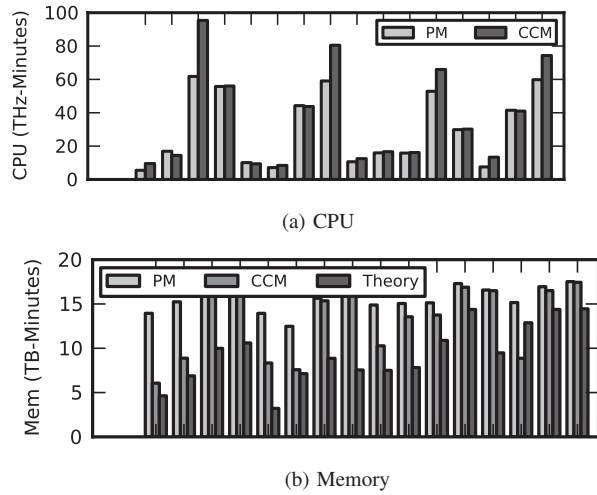 100
80
60
40
20
0
CPU (THz-Minutes)
PM CCM
(a) CPU
20
15
10
5
0
Mem (TB-Minutes)
PM CCM Theory
(b) Memory